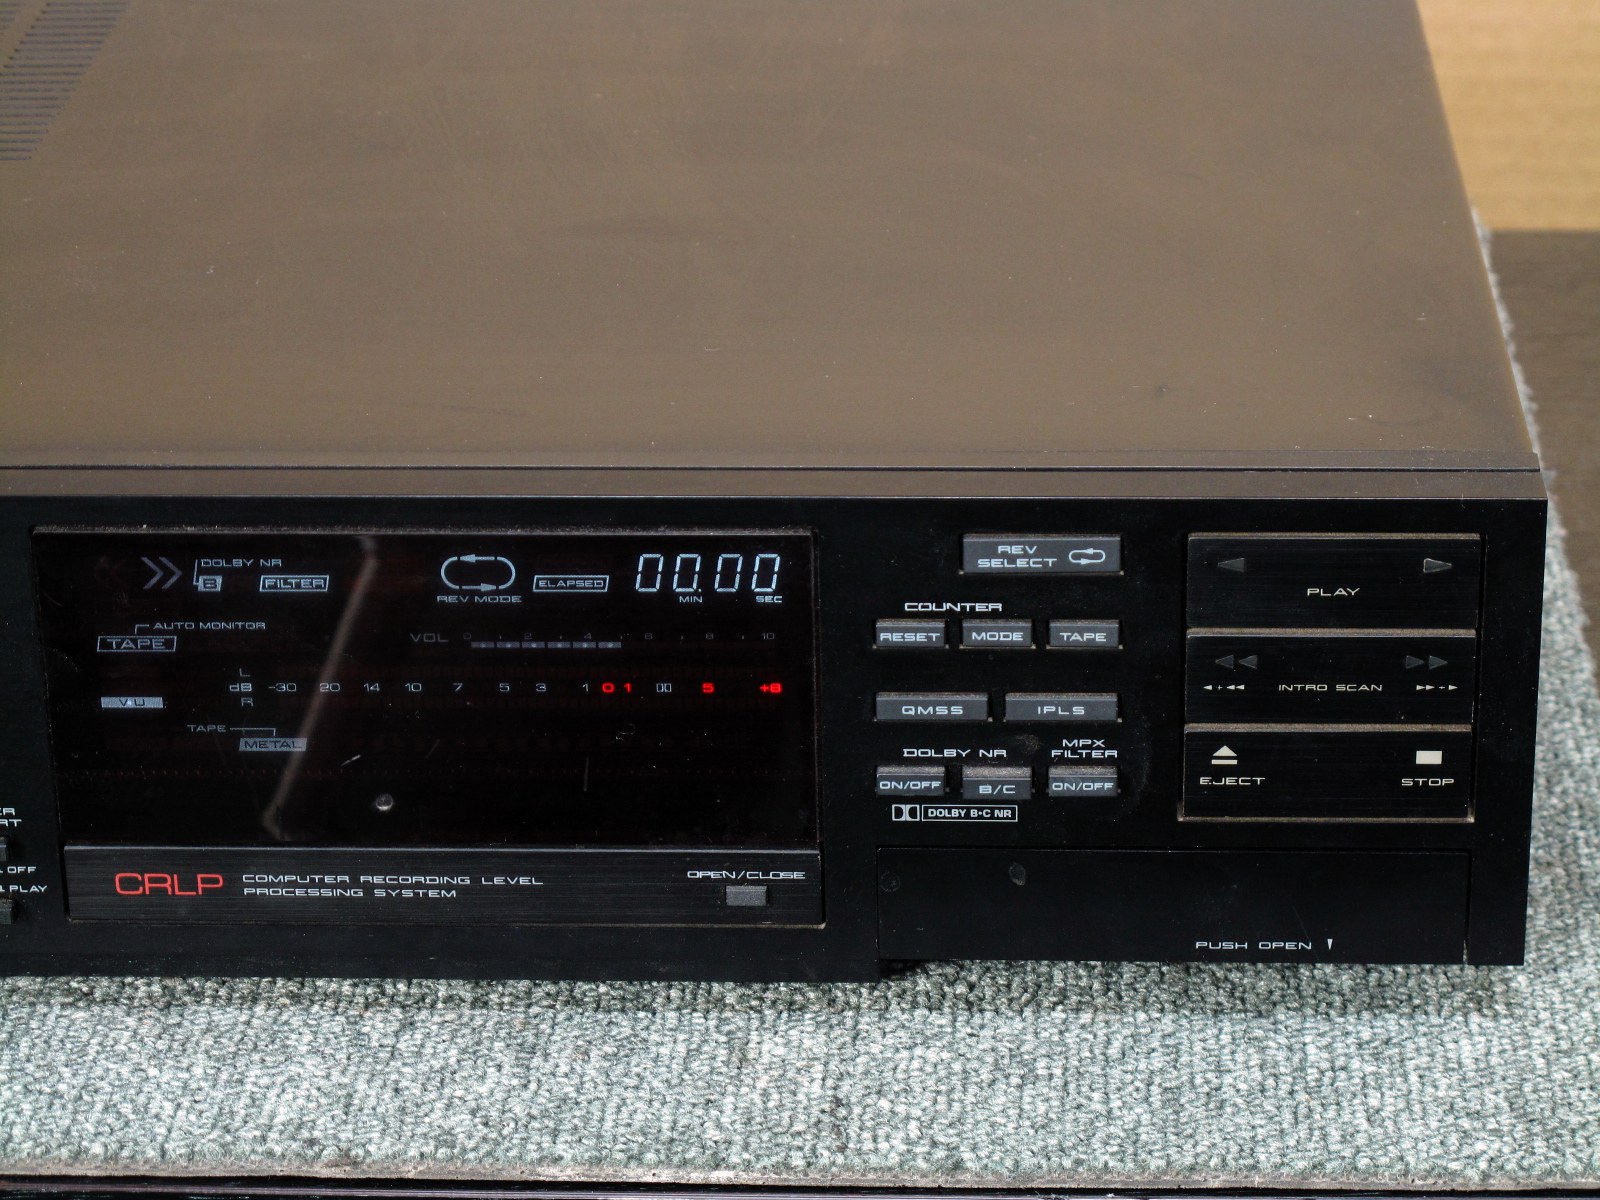 DOLBY NR
B
FILTER
REV MODE
ELAPSED
00.00
MIN
SEC
AUTO MONITOR
TAPE
VOL 0 2 4 6 8 10
L
dB -30 20 14 10 7 5 3 1 0 1 5 +8
R
VU
TAPE
METAL
CRLP
COMPUTER RECORDING LEVEL
PROCESSING SYSTEM
OPEN/CLOSE
OFF
PLAY
REV
SELECT
COUNTER
RESET
MODE
TAPE
QMSS
IPLS
DOLBY NR
MPX
FILTER
ON/OFF
B/C
ON/OFF
DOLBY B•C NR
PLAY
INTRO SCAN
EJECT
STOP
PUSH OPEN